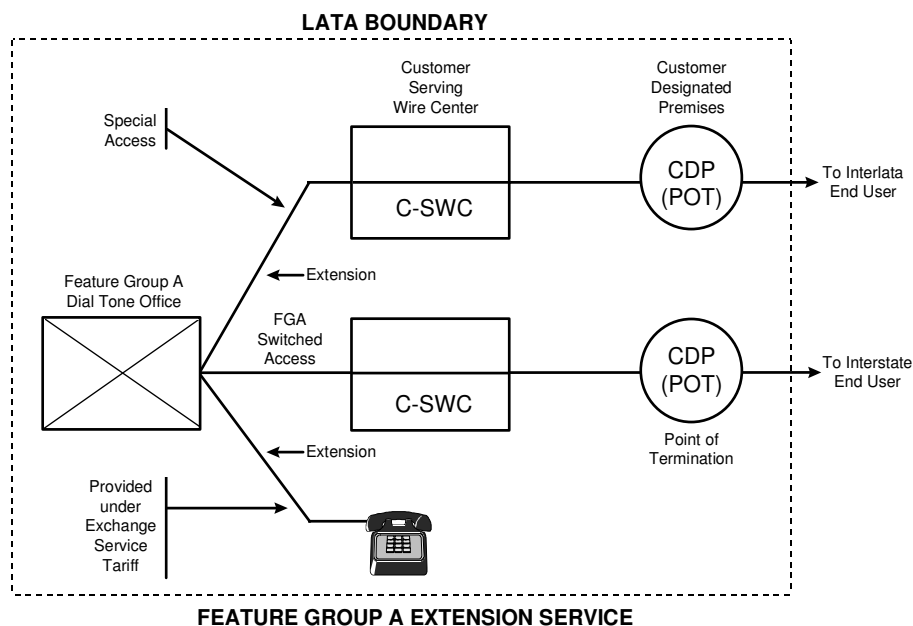 LATA BOUNDARY
Customer
Serving
Wire Center
Customer
Designated
Premises
Special
Access
C-SWC
CDP
(POT)
To Interlata
End User
Extension
Feature Group A
Dial Tone Office
FGA
Switched
Access
C-SWC
CDP
(POT)
To Interstate
End User
Point of
Termination
Extension
Provided
under
Exchange
Service
Tariff
FEATURE GROUP A EXTENSION SERVICE